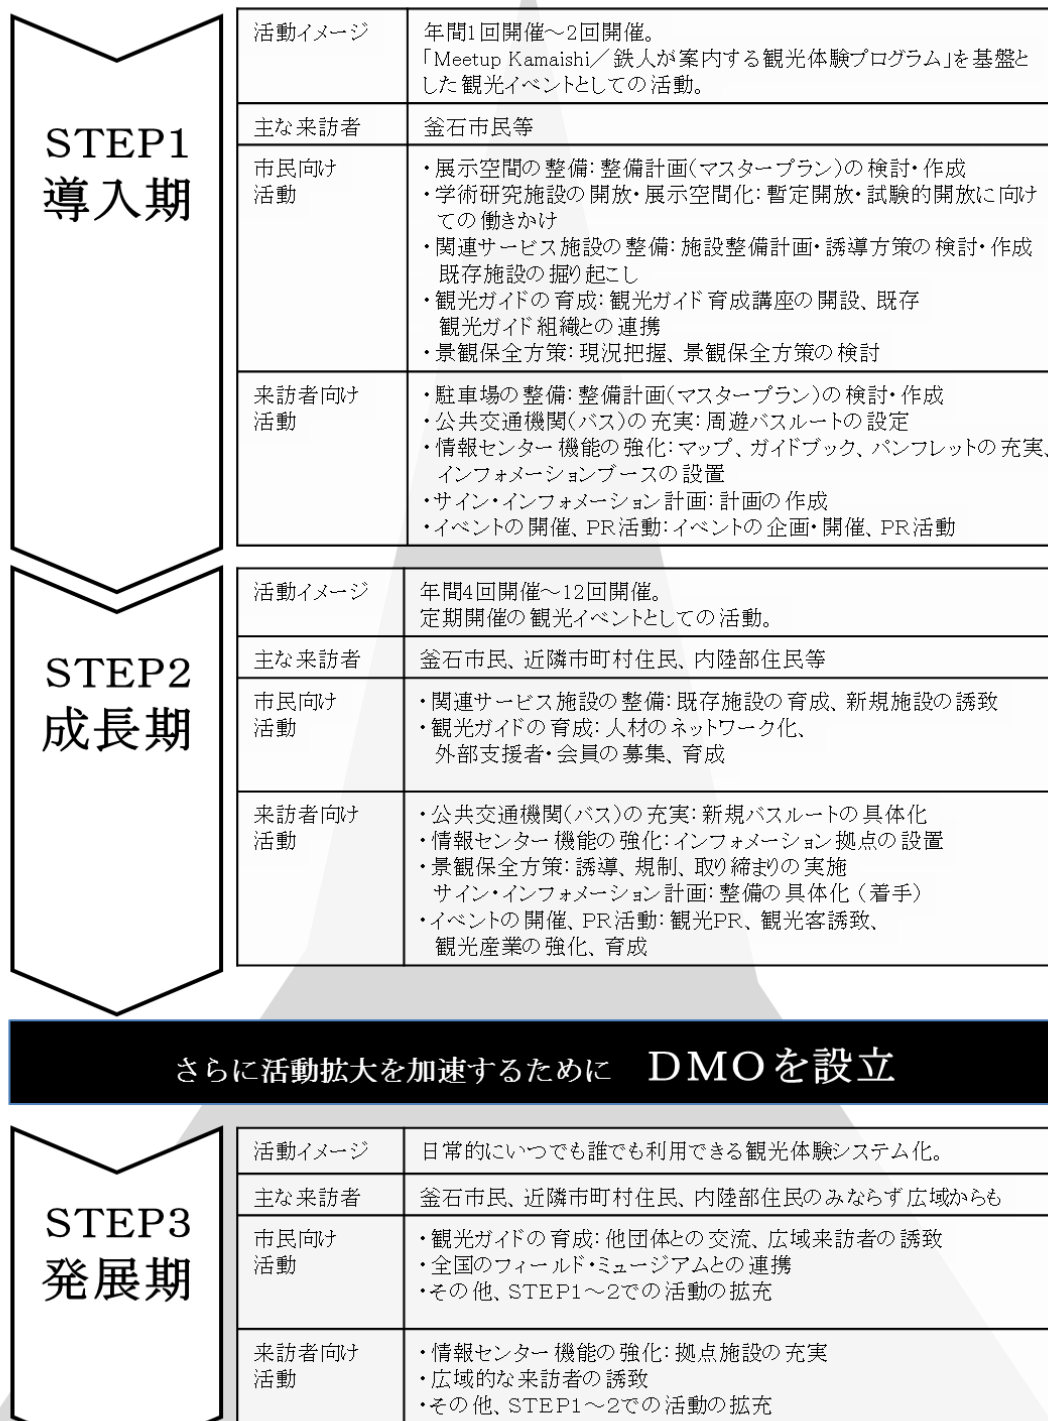 STEP1
導入期
活動イメージ
年間1回開催～2回開催。
「Meetup Kamaishi／鉄人が案内する観光体験プログラム」を基盤と
した観光イベントとしての活動。
主な来訪者
釜石市民等
市民向け
活動
・展示空間の整備：整備計画(マスタープラン)の検討・作成
・学術研究施設の開放・展示空間化：暫定開放・試験的開放に向け
ての働きかけ
・関連サービス施設の整備：施設整備計画・誘導方策の検討・作成
既存施設の掘り起こし
・観光ガイドの育成：観光ガイド育成講座の開設、既存
観光ガイド組織との連携
・景観保全方策：現況把握、景観保全方策の検討
来訪者向け
活動
・駐車場の整備：整備計画(マスタープラン)の検討・作成
・公共交通機関(バス)の充実：周遊バスルートの設定
・情報センター機能の強化：マップ、ガイドブック、パンフレットの充実、
インフォメーションブースの設置
・サイン・インフォメーション計画：計画の作成
・イベントの開催、PR活動：イベントの企画・開催、PR活動
STEP2
成長期
活動イメージ
年間4回開催～12回開催。
定期開催の観光イベントとしての活動。
主な来訪者
釜石市民、近隣市町村住民、内陸部住民等
市民向け
活動
・関連サービス施設の整備：既存施設の育成、新規施設の誘致
・観光ガイドの育成：人材のネットワーク化、
外部支援者・会員の募集、育成
来訪者向け
活動
・公共交通機関(バス)の充実：新規バスルートの具体化
・情報センター機能の強化：インフォメーション拠点の設置
・景観保全方策：誘導、規制、取り締まりの実施
サイン・インフォメーション計画：整備の具体化（着手）
・イベントの開催、PR活動：観光PR、観光客誘致、
観光産業の強化、育成
さらに活動拡大を加速するために　DMOを設立
STEP3
発展期
活動イメージ
日常的にいつでも誰でも利用できる観光体験システム化。
主な来訪者
釜石市民、近隣市町村住民、内陸部住民のみならず広域からも
市民向け
活動
・観光ガイドの育成：他団体との交流、広域来訪者の誘致
・全国のフィールド・ミュージアムとの連携
・その他、STEP1～2での活動の拡充
来訪者向け
活動
・情報センター機能の強化：拠点施設の充実
・広域的な来訪者の誘致
・その他、STEP1～2での活動の拡充